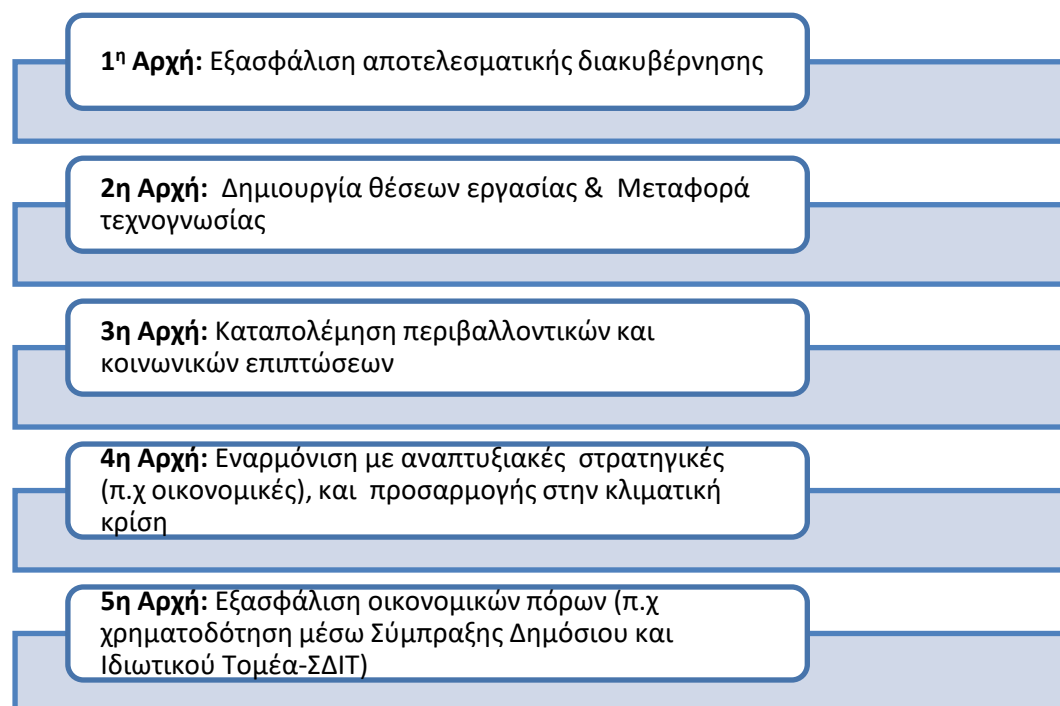 1η Αρχή: Εξασφάλιση αποτελεσματικής διακυβέρνησης
2η Αρχή: Δημιουργία θέσεων εργασίας & Μεταφορά
τεχνογνωσίας
3η Αρχή: Καταπολέμηση περιβαλλοντικών και
κοινωνικών επιπτώσεων
4η Αρχή: Εναρμόνιση με αναπτυξιακές στρατηγικές
(π.χ οικονομικές), και προσαρμογής στην κλιματική
κρίση
5η Αρχή: Εξασφάλιση οικονομικών πόρων (π.χ
χρηματοδότηση μέσω Σύμπραξης Δημόσιου και
Ιδιωτικού Τομέα-ΣΔΙΤ)